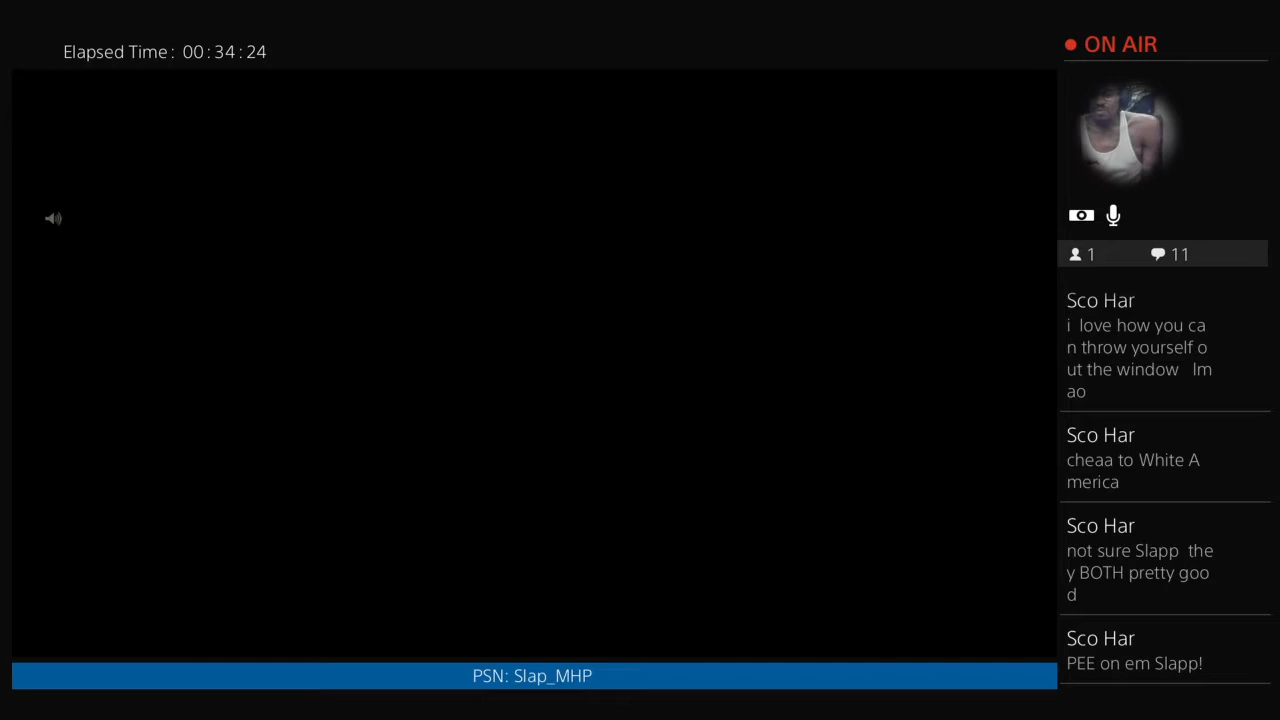 Elapsed Time: 00:34:24
ON AIR
1 11
Sco Har
i love how you ca
n throw yourself o
ut the window lm
ao
Sco Har
cheaa to White A
merica
Sco Har
not sure Slapp the
y BOTH pretty goo
d
Sco Har
PEE on em Slapp!
PSN: Slap_MHP